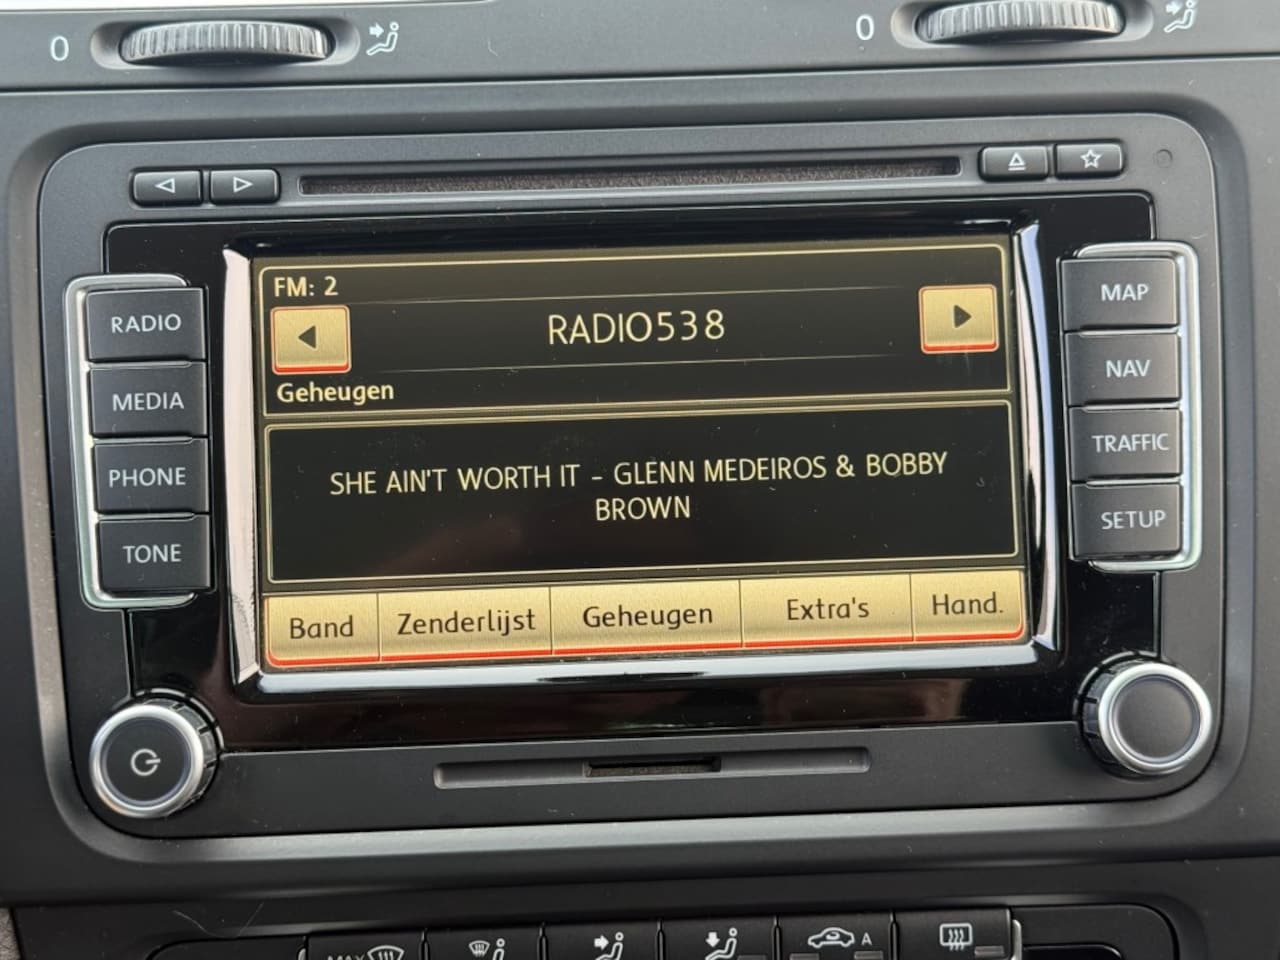 0
0
FM: 2
RADIO538
Geheugen
SHE AIN'T WORTH IT - GLENN MEDEIROS & BOBBY
BROWN
Band Zenderlijst Geheugen Extra's Hand.
RADIO
MEDIA
PHONE
TONE
MAP
NAV
TRAFFIC
SETUP
MAX
A